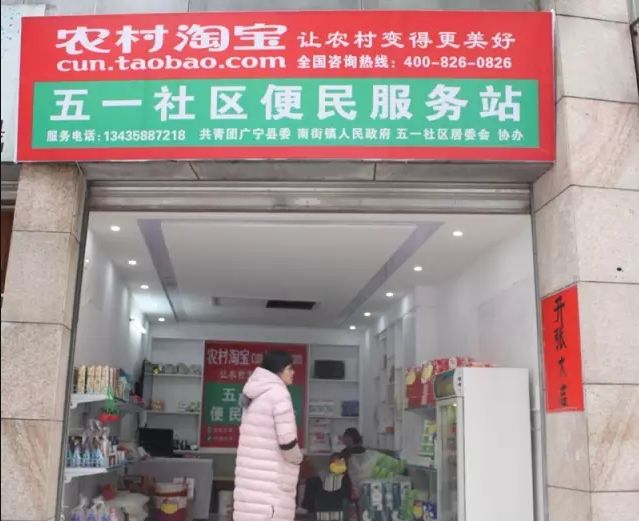 农村淘宝 让农村变得更美好
cun.taobao.com 全国咨询热线：400-826-0826
五一社区便民服务站
服务电话:13435887218 共青团广宁县委 南街镇人民政府 五一社区居委会 协办
开张大吉
农村淘宝
让农村
五
便民